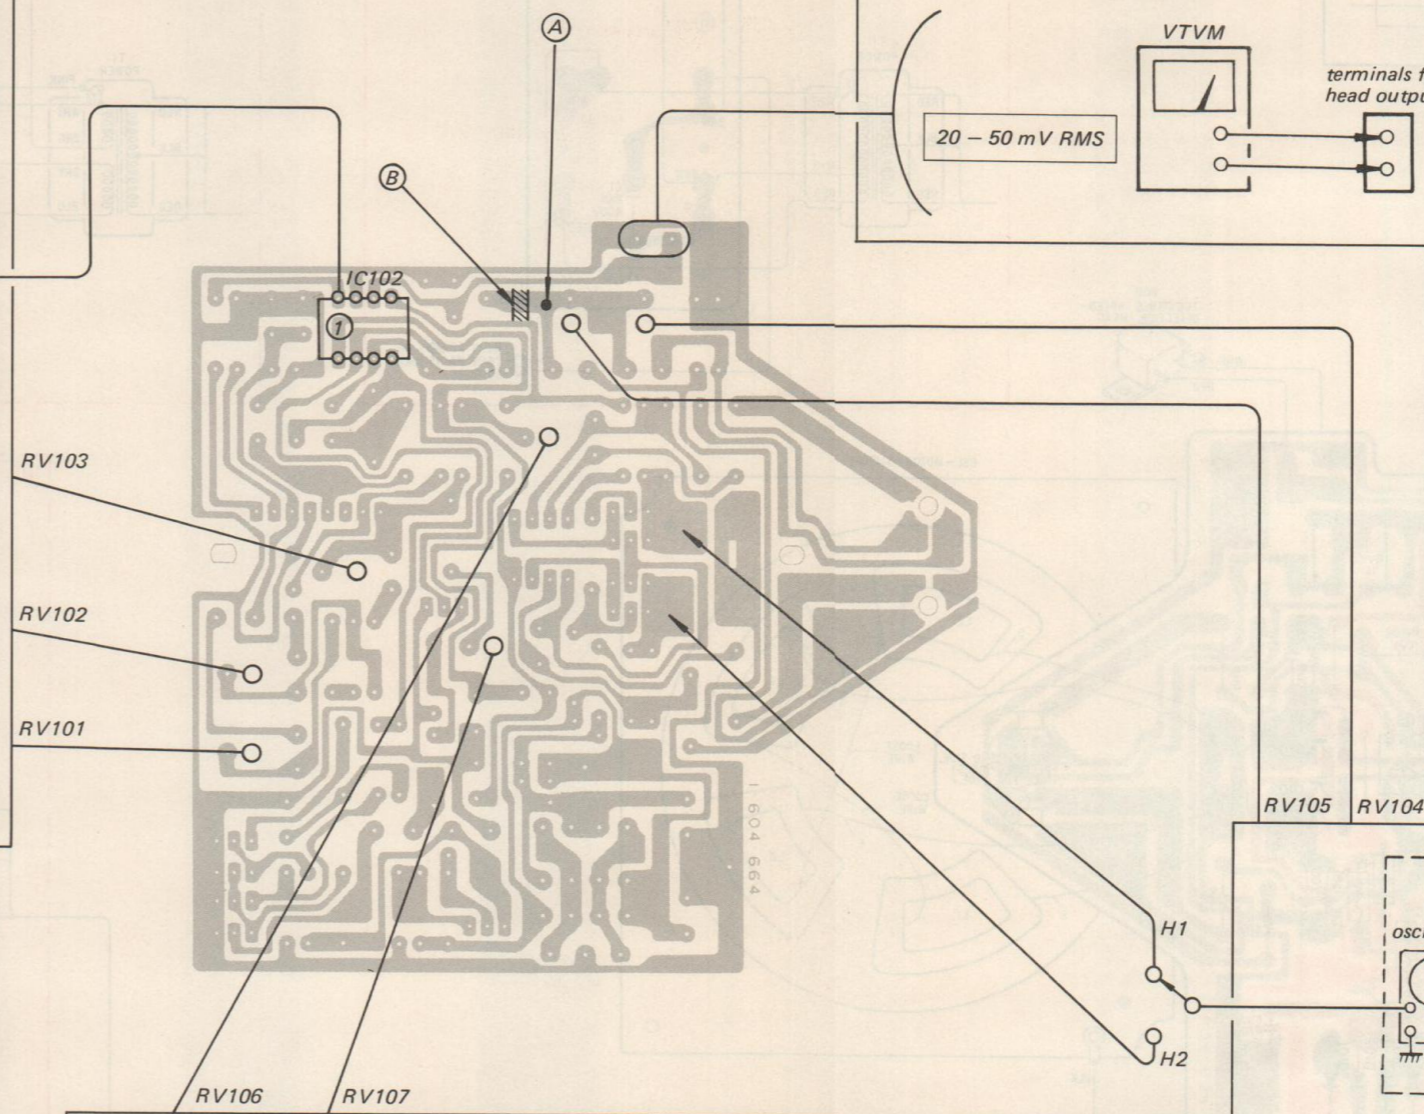 A
VTVM
terminals f
head outpu
20 – 50 mV RMS
B
IC102
1
RV103
RV102
RV101
1-604 664
RV105
RV104
H1
osci
H2
RV106
RV107